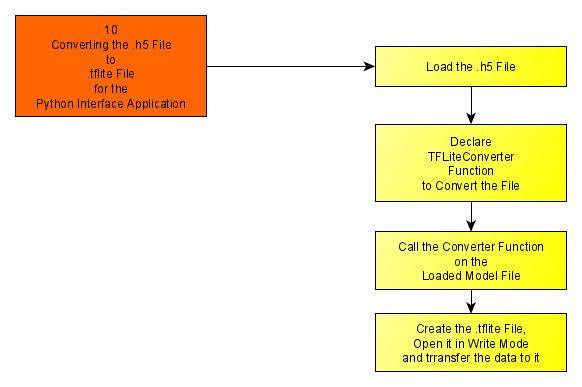 10
Converting the .h5 File
to
.tflite File
for the
Python Interface Application
Load the .h5 File
Declare
TFLiteConverter
Function
to Convert the File
Call the Converter Function
on the
Loaded Model File
Create the .tflite File,
Open it in Write Mode
and trransfer the data to it